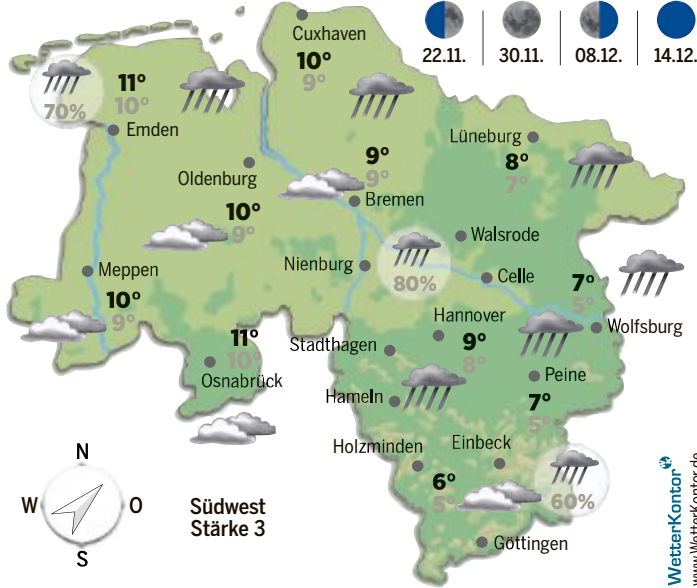 22.11.
30.11.
08.12.
14.12.
Cuxhaven
10°
9°
70%
11°
10°
Emden
Lüneburg
8°
7°
Oldenburg
9°
9°
Bremen
10°
9°
Walsrode
Meppen
10°
9°
Nienburg
80%
Celle
7°
5°
Wolfsburg
Hannover
9°
8°
11°
10°
Osnabrück
Stadthagen
Peine
7°
5°
Hameln
Holzminden
Einbeck
6°
5°
60%
Göttingen
N
W
O
S
Südwest
Stärke 3
WetterKontor
www.WetterKontor.de